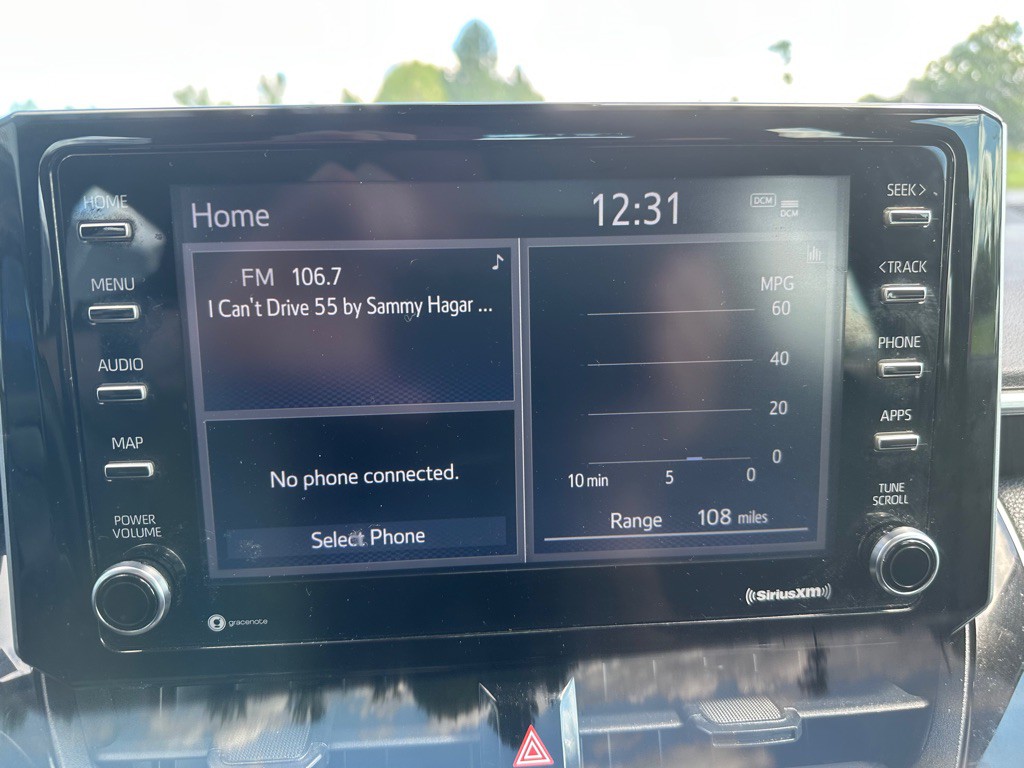 HOME
MENU
AUDIO
MAP
POWER
VOLUME
Home
12:31
DCM
DCM
FM 106.7
I Can't Drive 55 by Sammy Hagar ...
No phone connected.
Select Phone
MPG
60
40
20
0
10 min 5 0
Range 108 miles
SEEK >
< TRACK
PHONE
APPS
TUNE
SCROLL
gracenote
((SiriusXM))